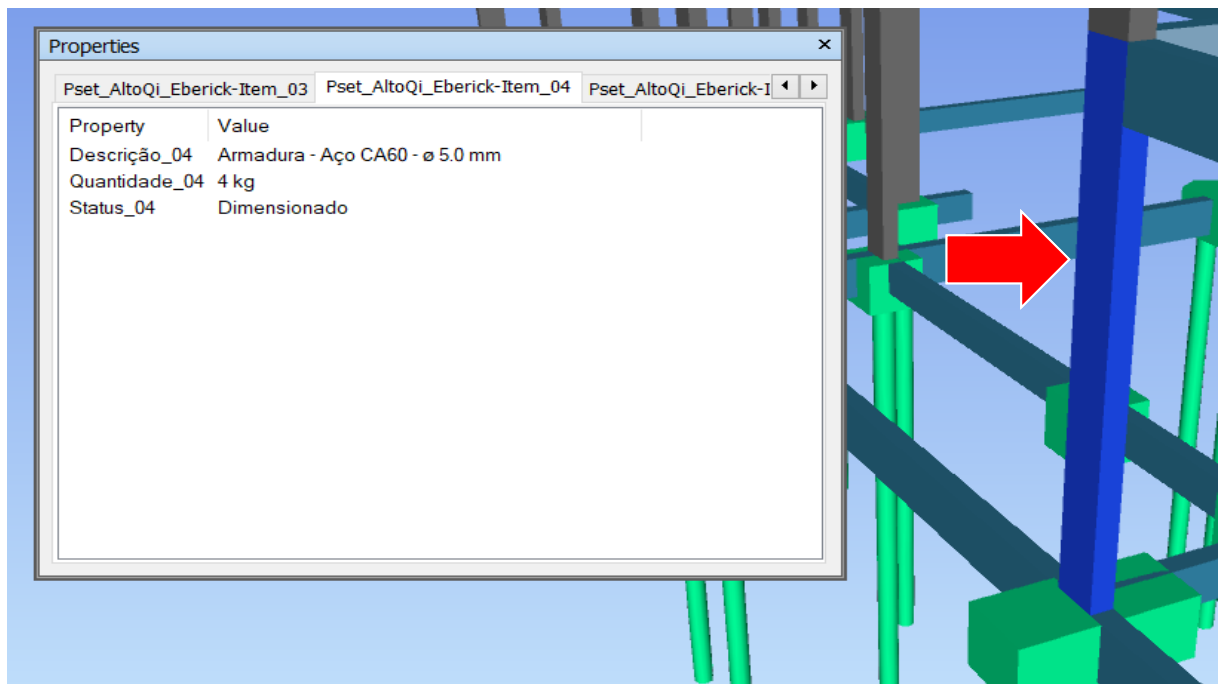 Properties
Pset_AltoQi_Eberick-Item_03 Pset_AltoQi_Eberick-Item_04 Pset_AltoQi_Eberick-I
Property Value
Descrição_04 Armadura - Aço CA60 - ø 5.0 mm
Quantidade_04 4 kg
Status_04 Dimensionado